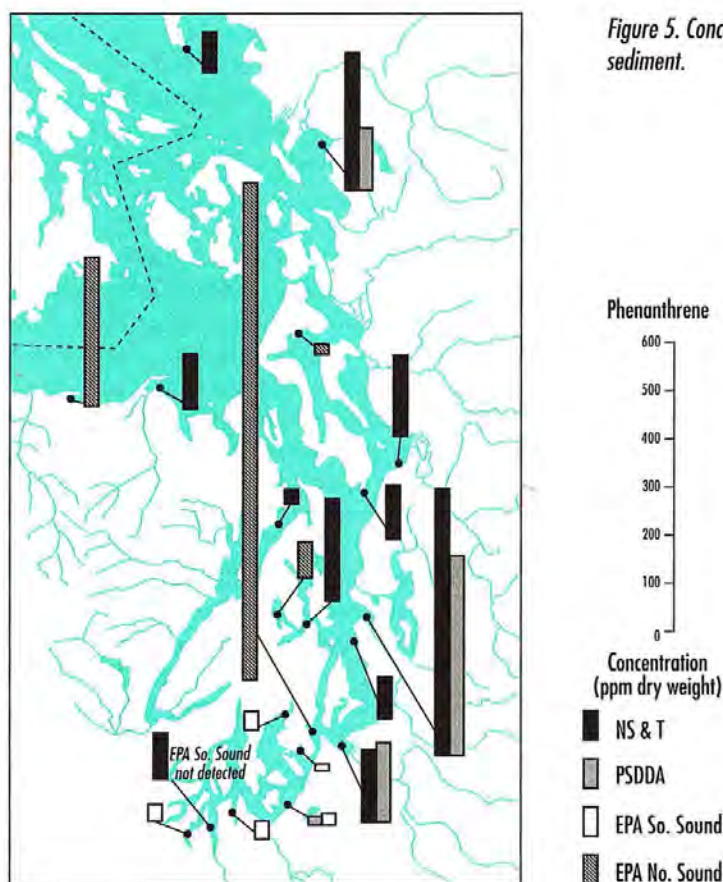 Figure 5. Conc
sediment.
Phenanthrene
600
500
400
300
200
100
0
Concentration
(ppm dry weight)
NS & T
PSDDA
EPA So. Sound
EPA No. Sound
EPA So. Sound
not detected